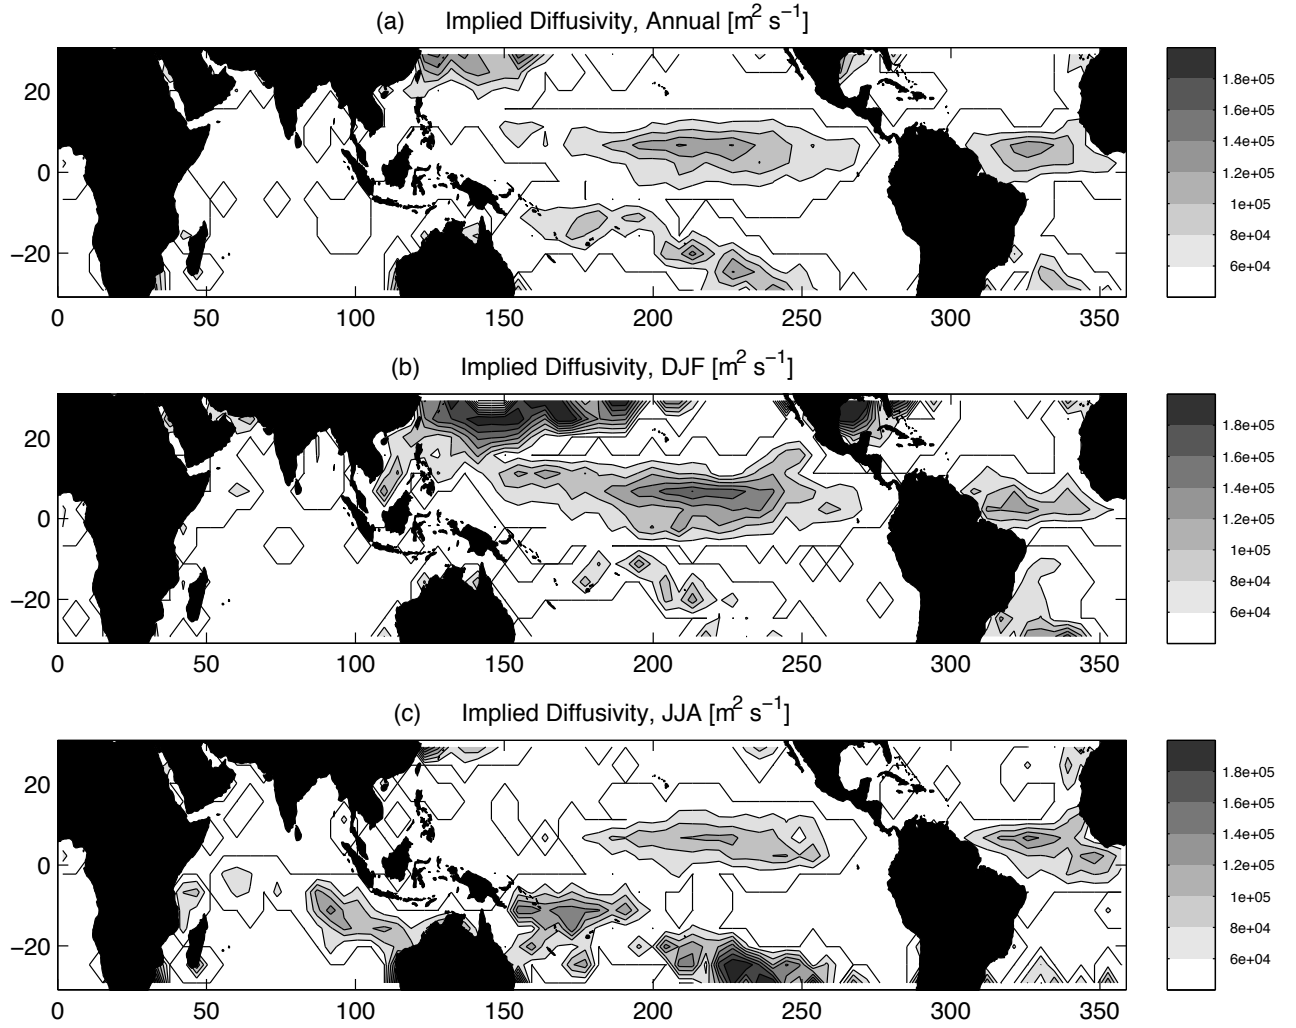 (a) Implied Diffusivity, Annual [m² s⁻¹]
20
0
−20
0 50 100 150 200 250 300 350
1.8e+05
1.6e+05
1.4e+05
1.2e+05
1e+05
8e+04
6e+04
(b) Implied Diffusivity, DJF [m² s⁻¹]
20
0
−20
0 50 100 150 200 250 300 350
1.8e+05
1.6e+05
1.4e+05
1.2e+05
1e+05
8e+04
6e+04
(c) Implied Diffusivity, JJA [m² s⁻¹]
20
0
−20
0 50 100 150 200 250 300 350
1.8e+05
1.6e+05
1.4e+05
1.2e+05
1e+05
8e+04
6e+04